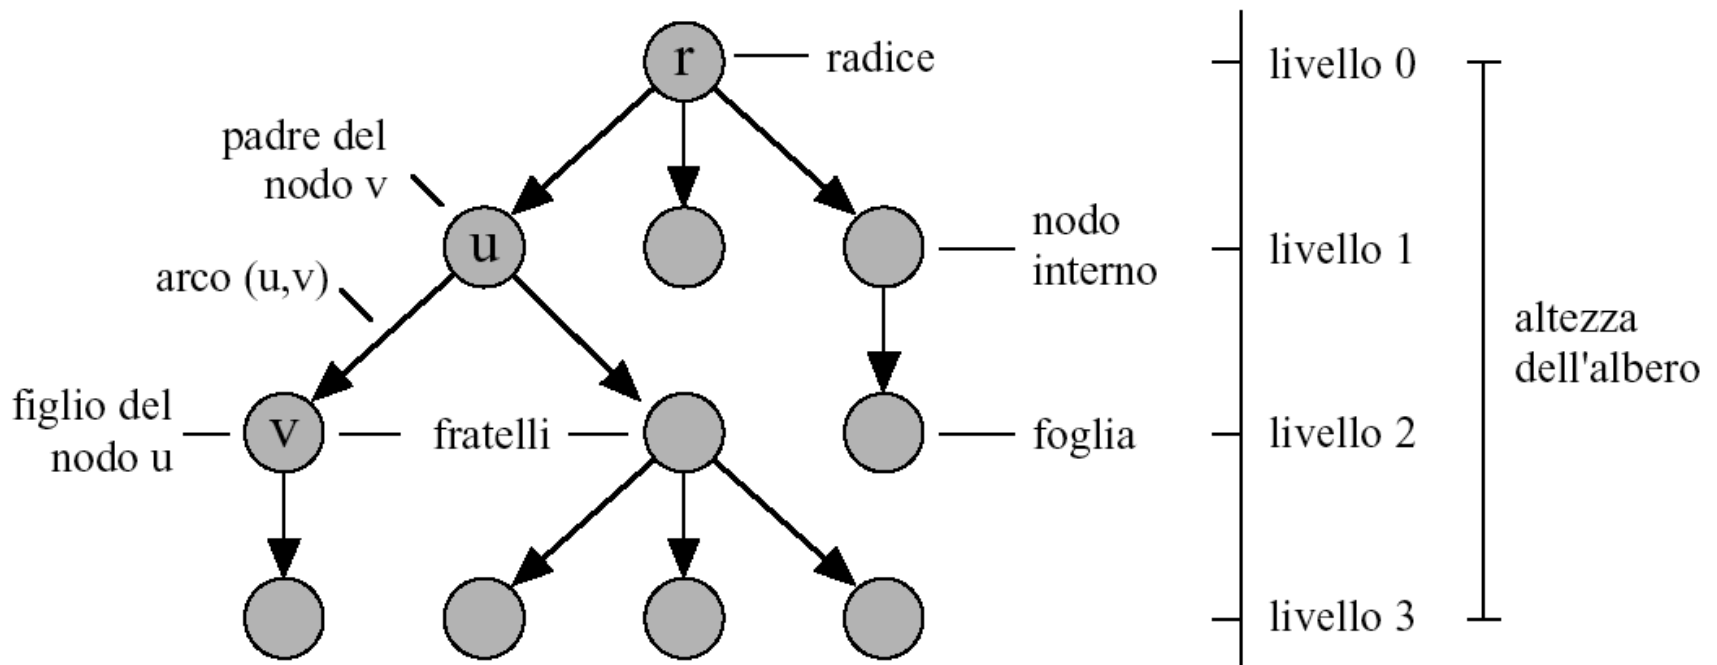 r
radice
livello 0
padre del
nodo v
u
nodo
interno
livello 1
arco (u,v)
altezza
dell'albero
figlio del
nodo u
v
fratelli
foglia
livello 2
livello 3